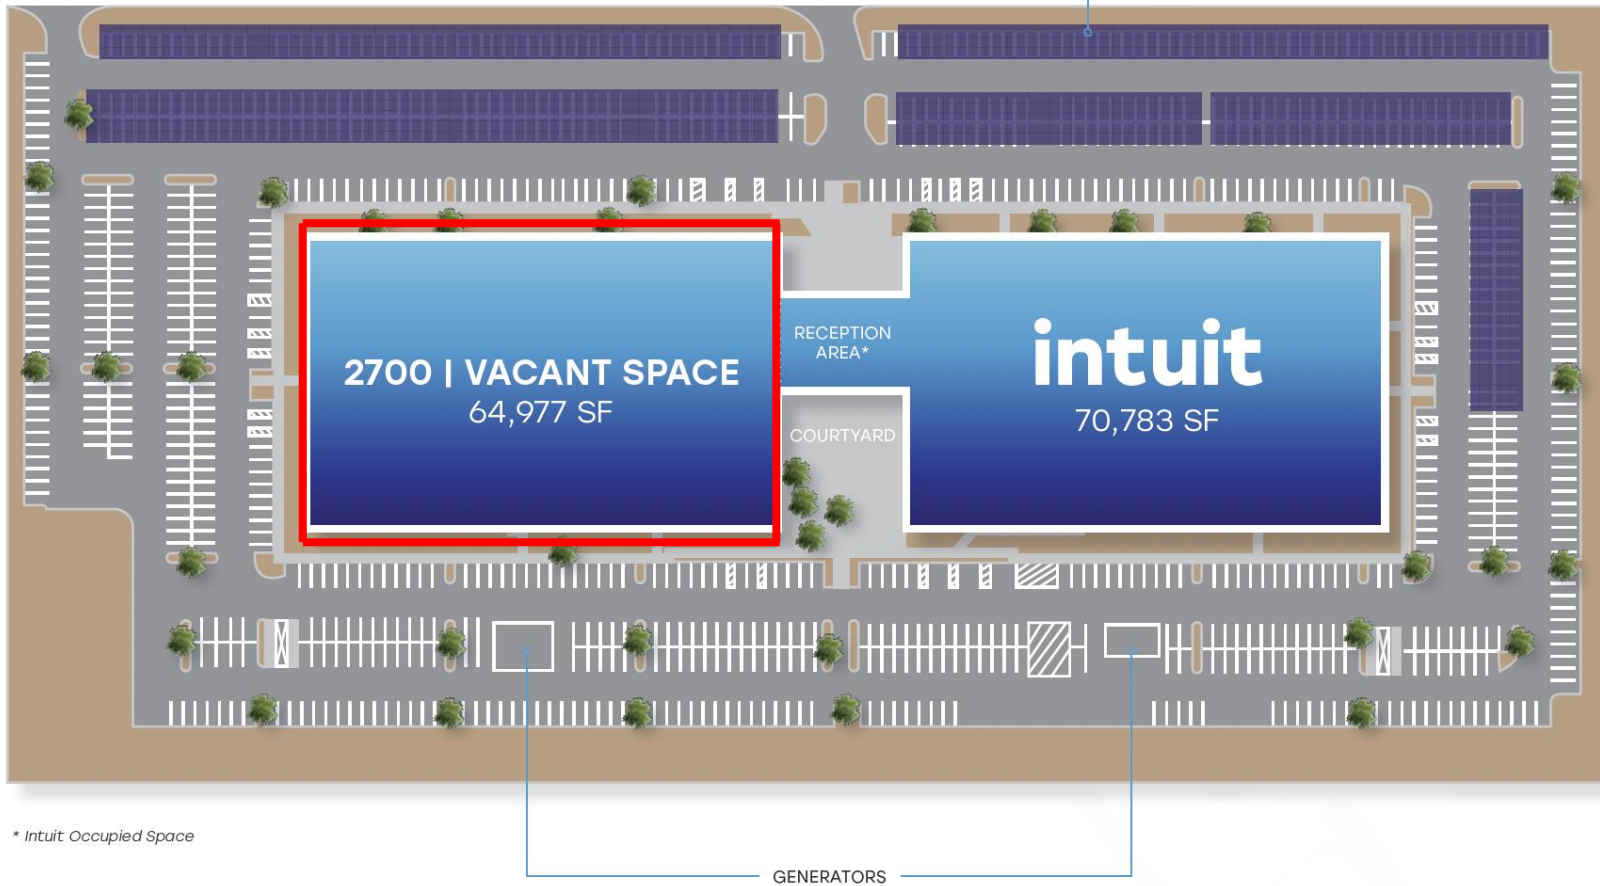 RECEPTION
AREA*
intuit
2700 | VACANT SPACE
64,977 SF
70,783 SF
COURTYARD
* Intuit Occupied Space
GENERATORS